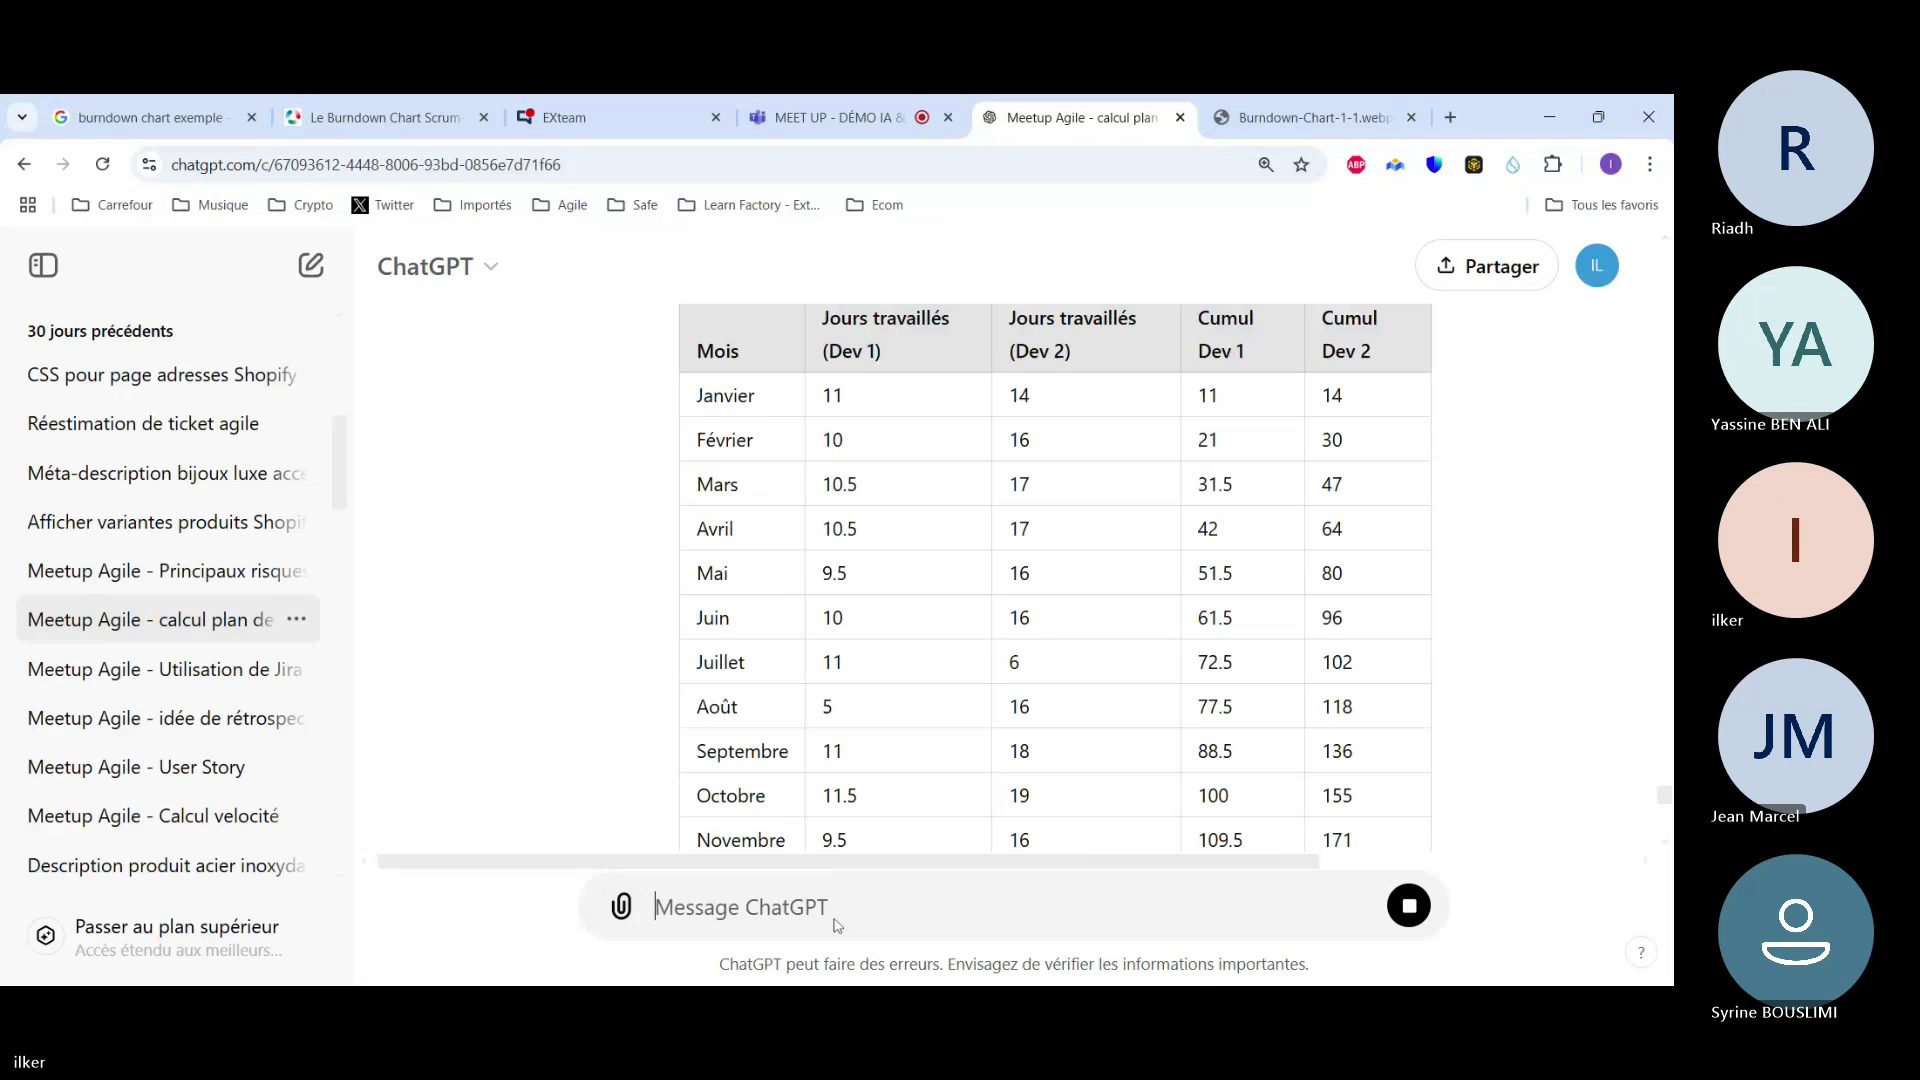 burndown chart exemple -
Le Burndown Chart Scrum
EXteam
MEET UP - DÉMO IA &
Meetup Agile - calcul plan
Burndown-Chart-1-1.webp
chatgpt.com/c/67093612-4448-8006-93bd-0856e7d71f66
ABP
I
Carrefour
Musique
Crypto
Twitter
Importés
Agile
Safe
Learn Factory - Ext...
Ecom
Tous les favoris
ChatGPT
Partager
IL
30 jours précédents
CSS pour page adresses Shopify
Réestimation de ticket agile
Méta-description bijoux luxe acce
Afficher variantes produits Shopif
Meetup Agile - Principaux risques
Meetup Agile - calcul plan de ...
Meetup Agile - Utilisation de Jira
Meetup Agile - idée de rétrospec
Meetup Agile - User Story
Meetup Agile - Calcul velocité
Description produit acier inoxyda
Passer au plan supérieur
Accès étendu aux meilleurs...
Mois Jours travaillés (Dev 1) Jours travaillés (Dev 2) Cumul Dev 1 Cumul Dev 2
Janvier 11 14 11 14
Février 10 16 21 30
Mars 10.5 17 31.5 47
Avril 10.5 17 42 64
Mai 9.5 16 51.5 80
Juin 10 16 61.5 96
Juillet 11 6 72.5 102
Août 5 16 77.5 118
Septembre 11 18 88.5 136
Octobre 11.5 19 100 155
Novembre 9.5 16 109.5 171
Message ChatGPT
ChatGPT peut faire des erreurs. Envisagez de vérifier les informations importantes.
?
R
Riadh
YA
Yassine BEN ALI
I
ilker
JM
Jean Marcel
Syrine BOUSLIMI
ilker